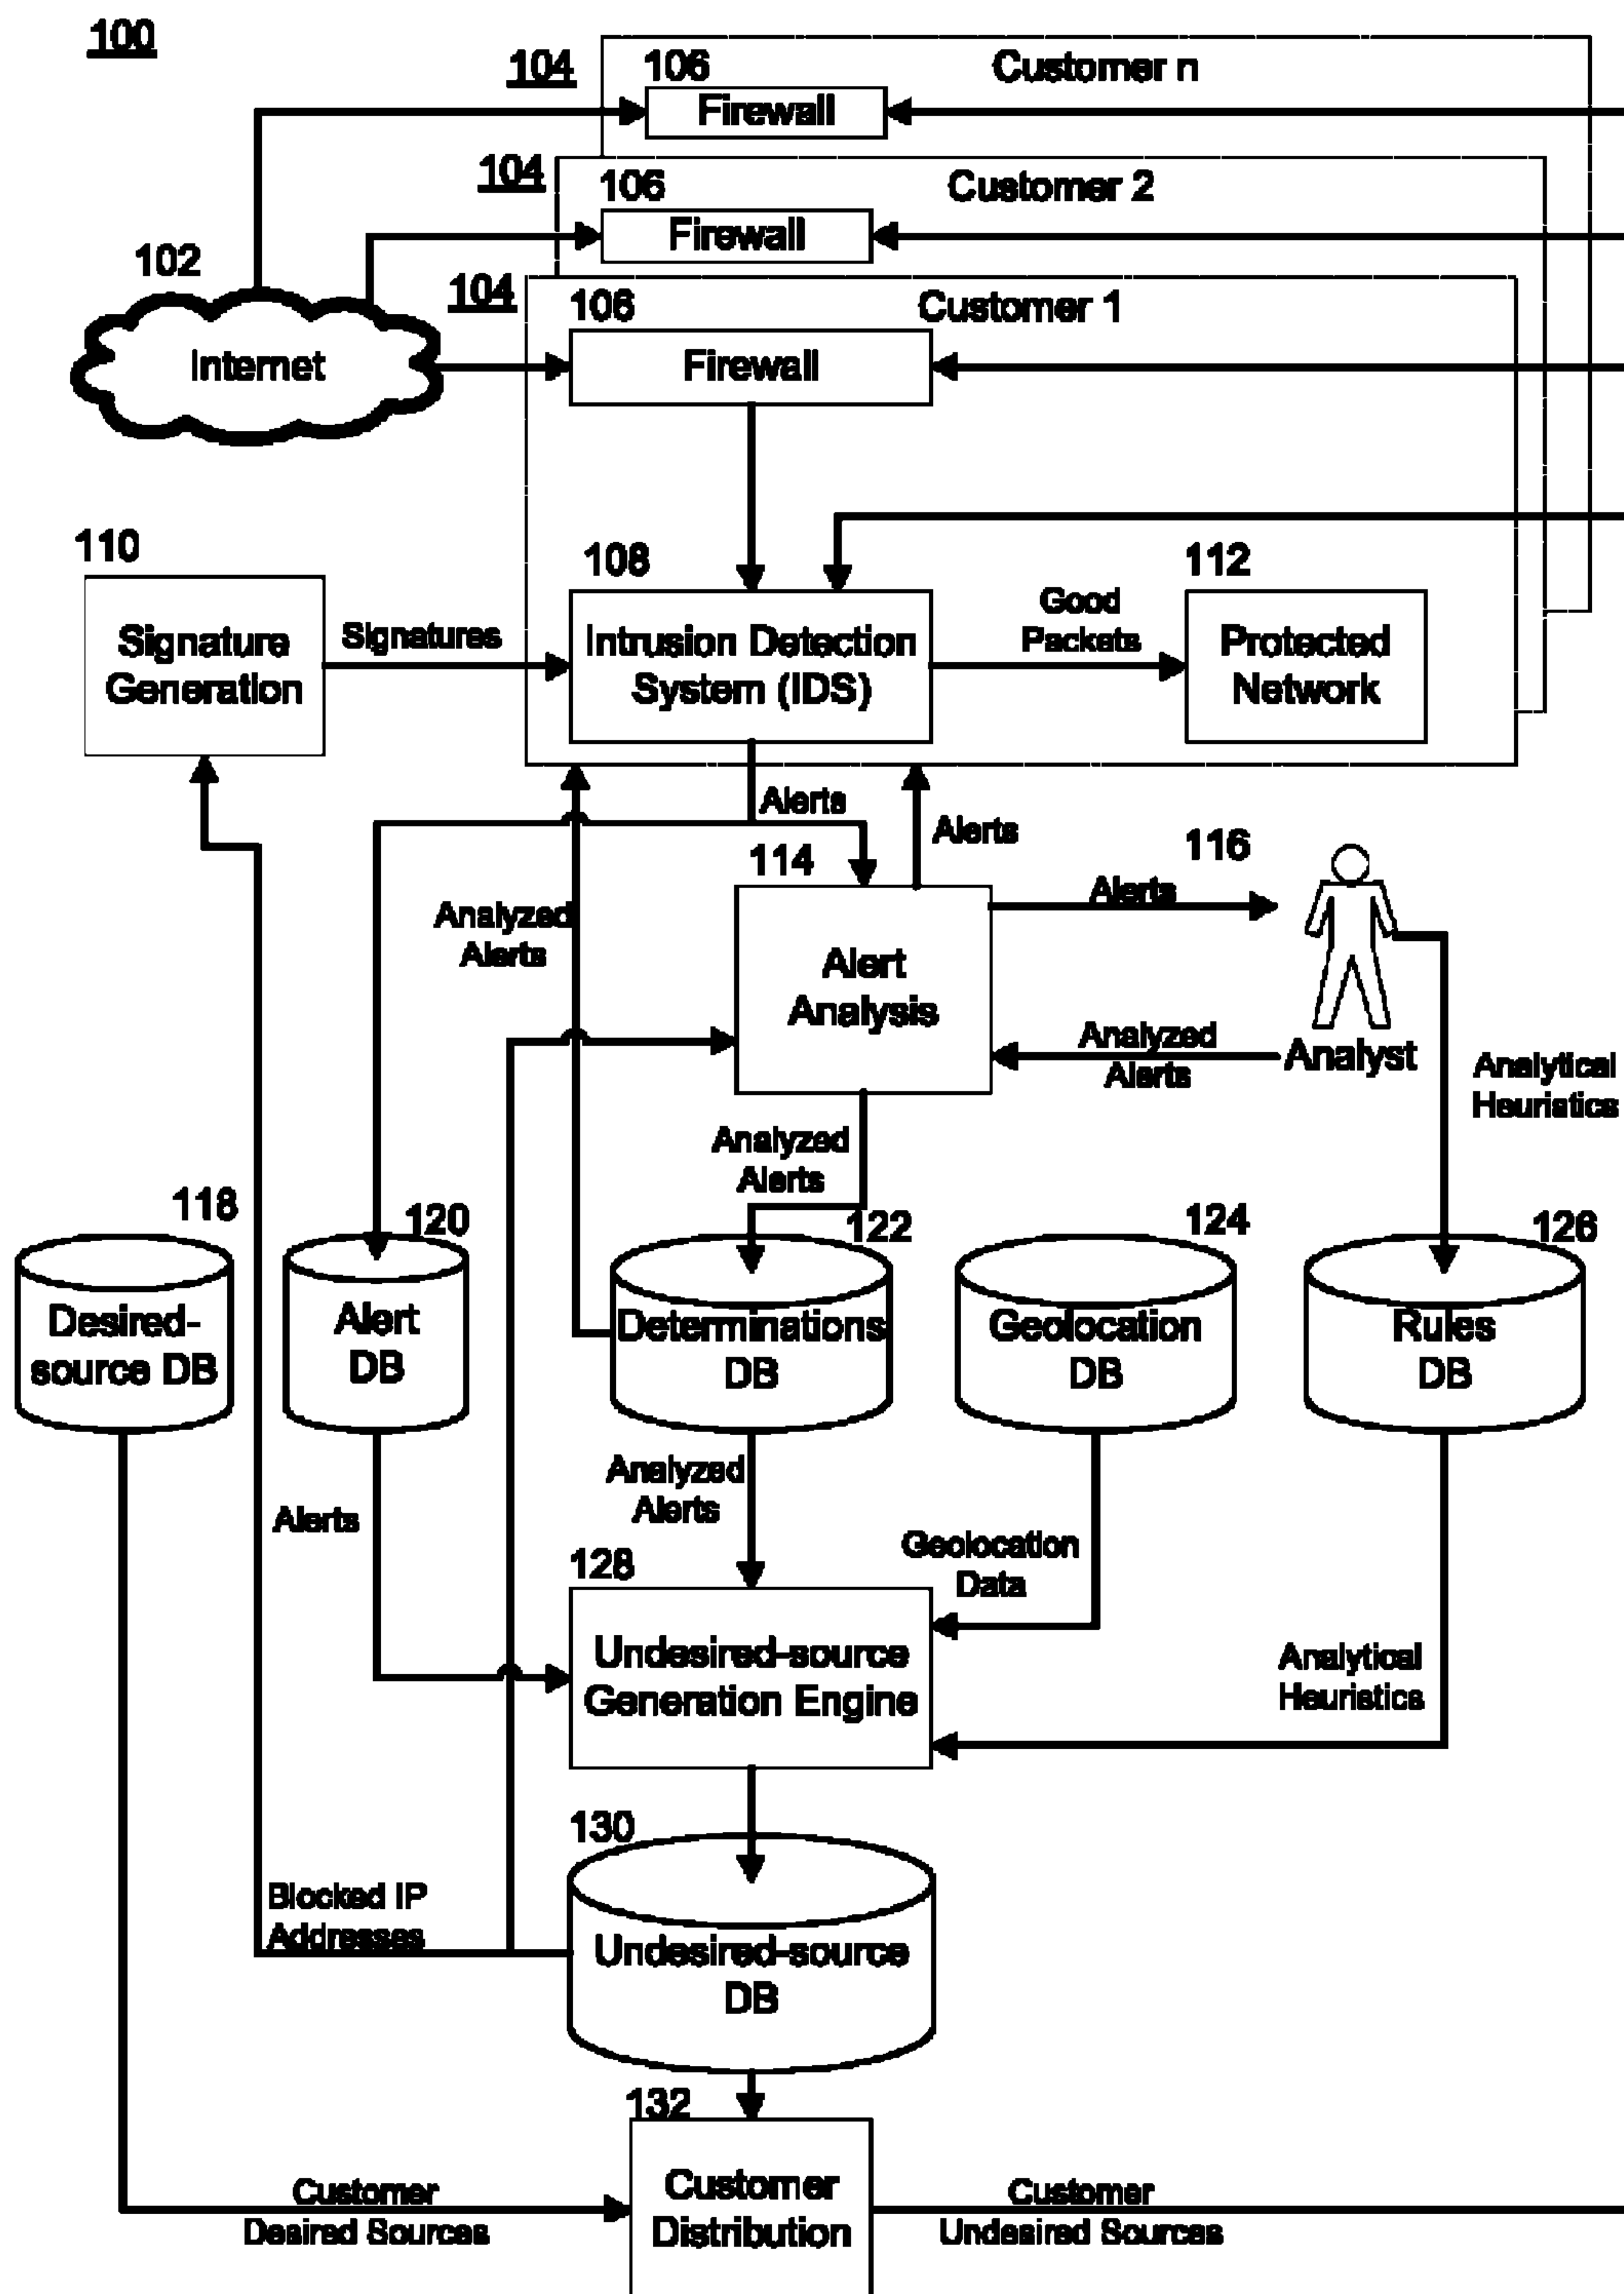 100
104
106
Customer n
Firewall
104
106
Customer 2
Firewall
102
104
106
Customer 1
Internet
Firewall
110
108
112
Signature
Generation
Signatures
Intrusion Detection
System (IDS)
Good
Packets
Protected
Network
Alerts
Alerts
114
116
Analyzed
Alerts
Alerts
Alert
Analysis
Analyzed
Alerts
Analyst
Analytical
Heuristics
Analyzed
Alerts
118
120
122
124
126
Desired-
source DB
Alert
DB
Determinations
DB
Geolocation
DB
Rules
DB
Alerts
Analyzed
Alerts
Geolocation
Data
128
Undesired-source
Generation Engine
Analytical
Heuristics
130
Blocked IP
Addresses
Undesired-source
DB
132
Customer
Desired Sources
Customer
Distribution
Customer
Undesired Sources